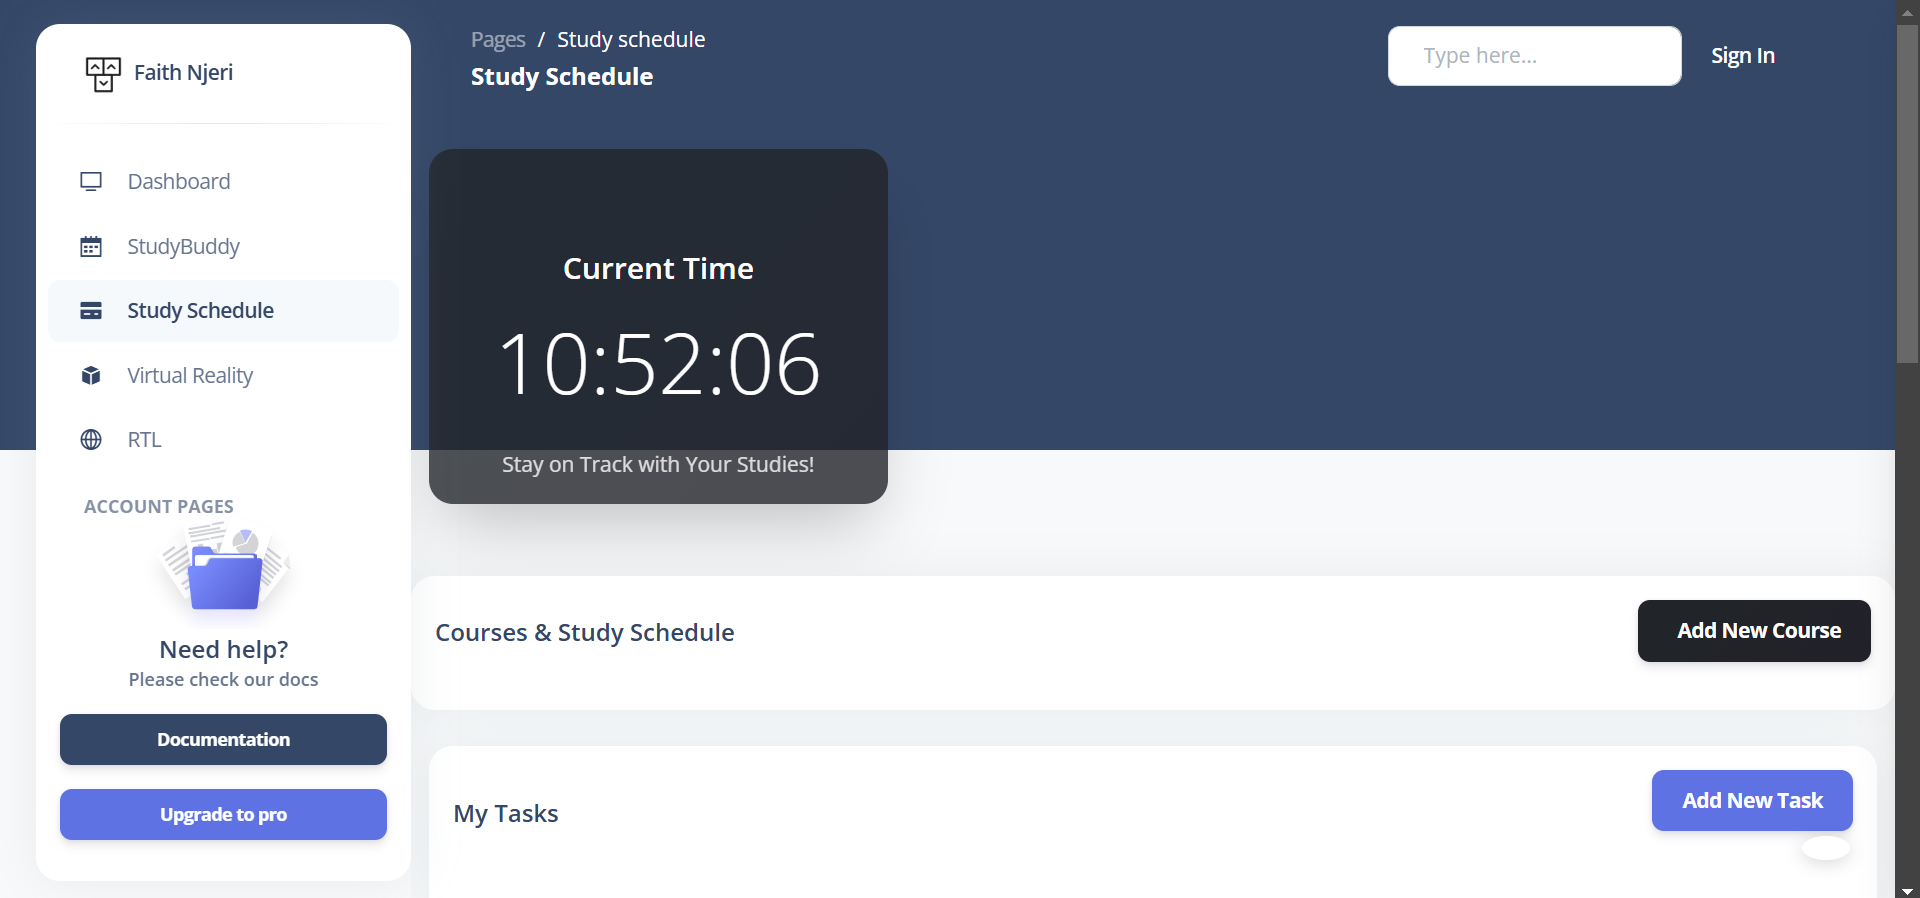 Faith Njeri
Dashboard
StudyBuddy
Study Schedule
Virtual Reality
RTL
ACCOUNT PAGES
Need help?
Please check our docs
Documentation
Upgrade to pro
Pages / Study schedule
Study Schedule
Type here...
Sign In
Current Time
10:52:06
Stay on Track with Your Studies!
Courses & Study Schedule
Add New Course
My Tasks
Add New Task